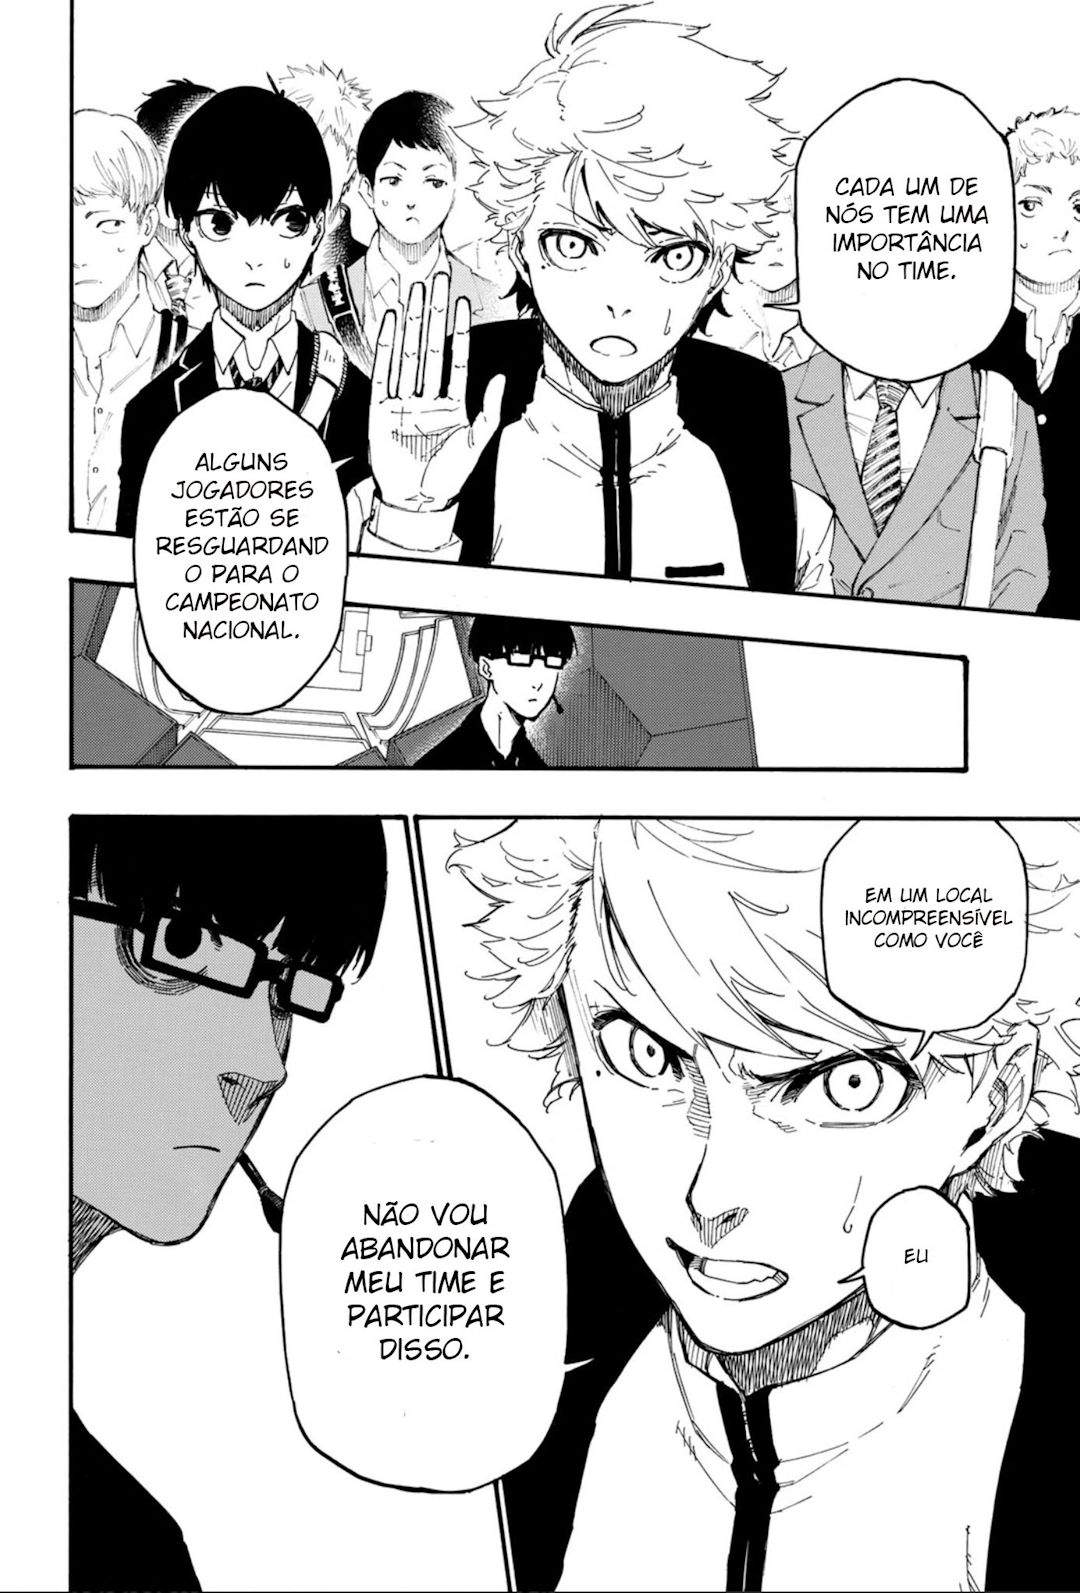 CADA UM DE
NÓS TEM UMA
IMPORTÂNCIA
NO TIME.
ALGUNS
JOGADORES
ESTÃO SE
RESGUARDAND
O PARA O
CAMPEONATO
NACIONAL.
EM UM LOCAL
INCOMPREENSÍVEL
COMO VOCÊ
EU
NÃO VOU
ABANDONAR
MEU TIME E
PARTICIPAR
DISSO.